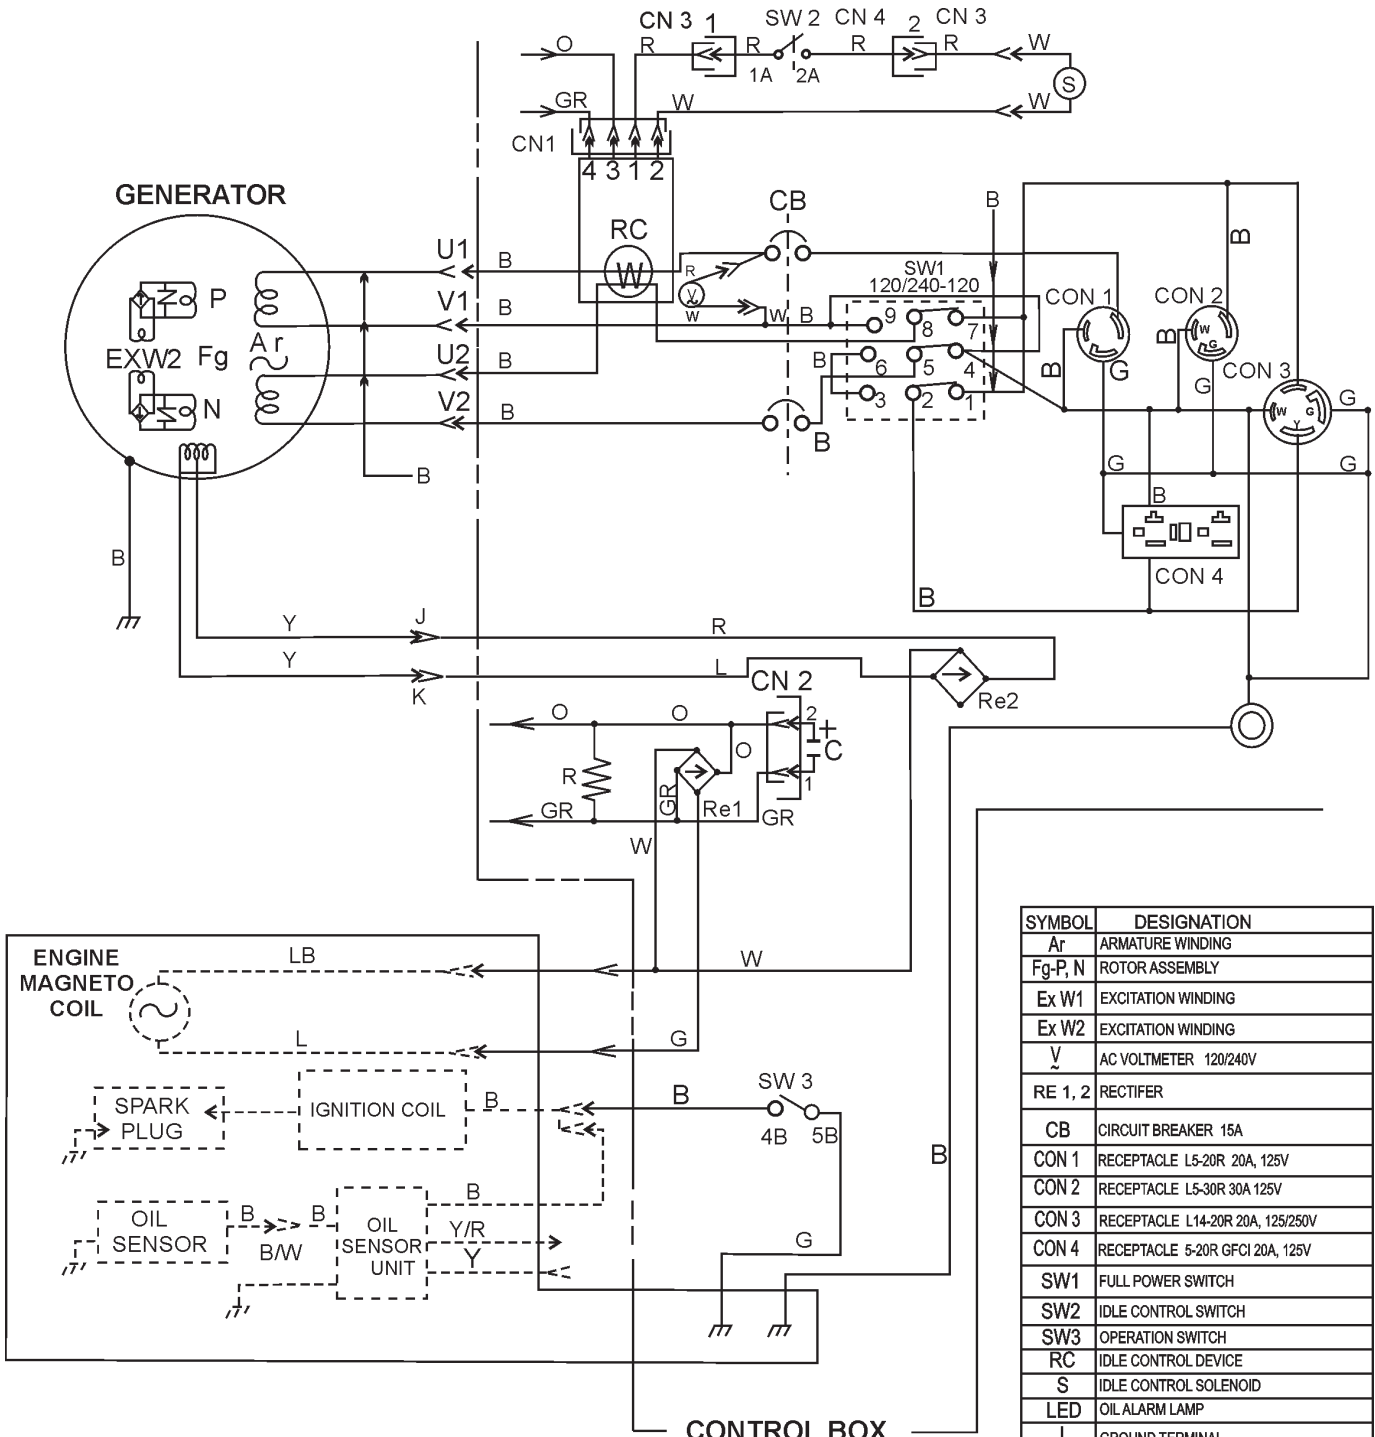 CN 3 1 SW 2 CN 4 2 CN 3
O R R R R W
1A 2A
S
GR W W
CN1
4 3 1 2
GENERATOR
CB
B
RC
W
U1 B
R
V
W W
SW1
120/240-120
B
CON 1 CON 2
P
V1 B B 9 8 7
W
G
EXW2 Fg Ar
U2 B B 6 5 4
B B G CON 3
N
V2 B 3 2 1
G
W G
Y
G
B
B
G G
B
B
CON 4
B
Y J R
Y K L
CN 2
Re2
O O 2
+
O C
R
GR GR Re1 1
GR
W
ENGINE
MAGNETO
COIL
LB W
L G
SPARK
PLUG
IGNITION COIL
B B SW 3
4B 5B
B
OIL
SENSOR
B B
B/W
OIL
SENSOR
UNIT
B
Y/R
Y
G
CONTROL BOX
SYMBOL DESIGNATION
Ar ARMATURE WINDING
Fg-P, N ROTOR ASSEMBLY
Ex W1 EXCITATION WINDING
Ex W2 EXCITATION WINDING
V AC VOLTMETER 120/240V
RE 1, 2 RECTIFER
CB CIRCUIT BREAKER 15A
CON 1 RECEPTACLE L5-20R 20A, 125V
CON 2 RECEPTACLE L5-30R 30A 125V
CON 3 RECEPTACLE L14-20R 20A, 125/250V
CON 4 RECEPTACLE 5-20R GFCI 20A, 125V
SW1 FULL POWER SWITCH
SW2 IDLE CONTROL SWITCH
SW3 OPERATION SWITCH
RC IDLE CONTROL DEVICE
S IDLE CONTROL SOLENOID
LED OIL ALARM LAMP
GROUND TERMINAL